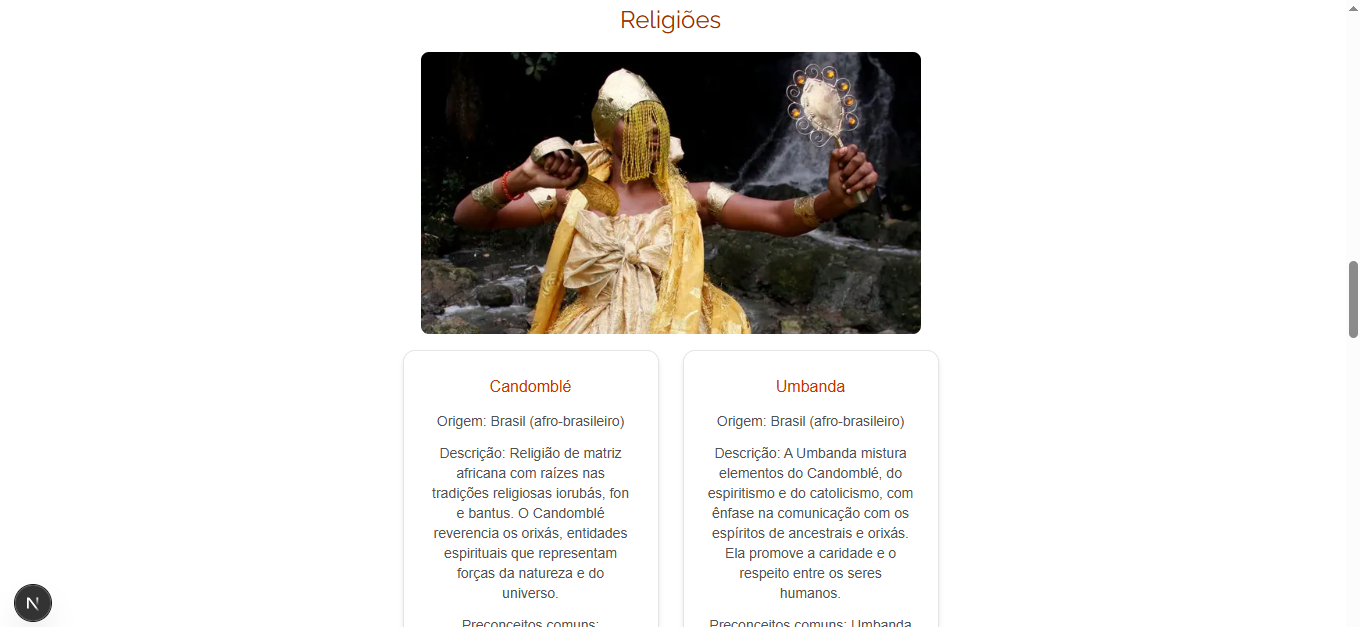 Religiões
Candomblé
Origem: Brasil (afro-brasileiro)
Descrição: Religião de matriz
africana com raízes nas
tradições religiosas iorubás, fon
e bantus. O Candomblé
reverencia os orixás, entidades
espirituais que representam
forças da natureza e do
universo.
Preconceitos comuns:
Umbanda
Origem: Brasil (afro-brasileiro)
Descrição: A Umbanda mistura
elementos do Candomblé, do
espiritismo e do catolicismo, com
ênfase na comunicação com os
espíritos de ancestrais e orixás.
Ela promove a caridade e o
respeito entre os seres
humanos.
Preconceitos comuns: Umbanda
N